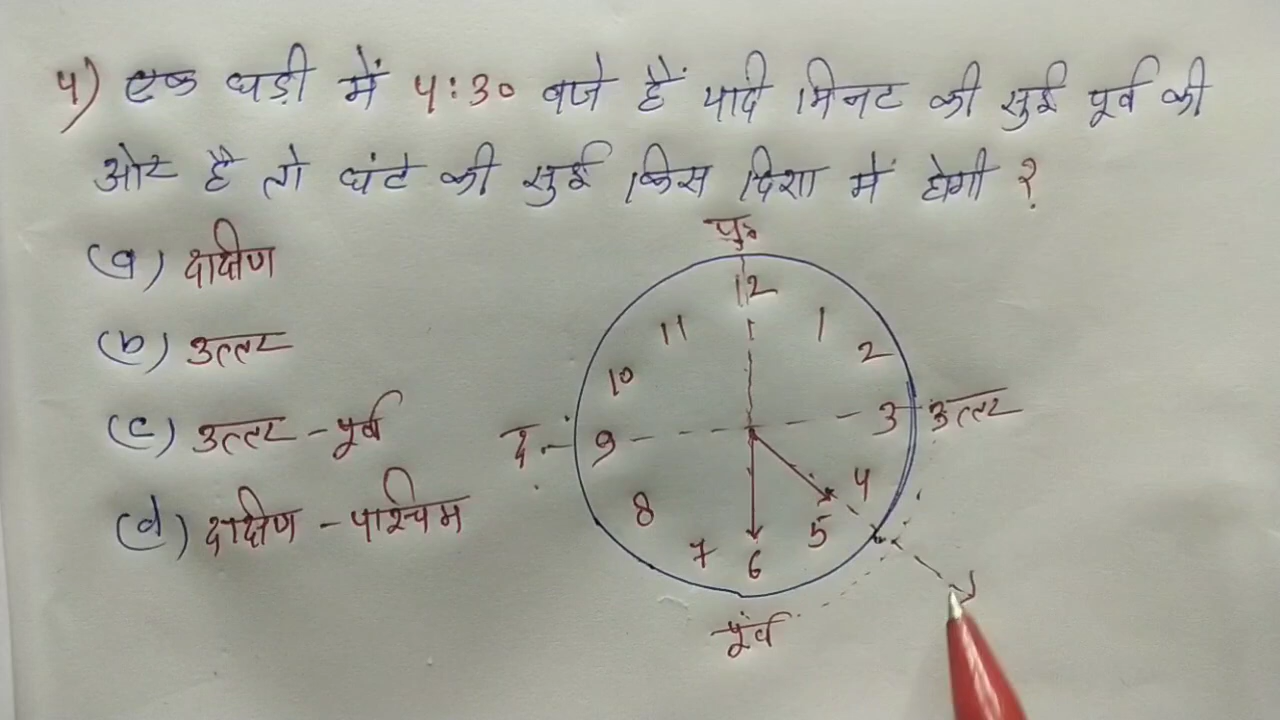 4) एक घड़ी में 4:30 बजे हैं यदि मिनट की सुई पूर्व की
ओर है तो घंटे की सुई किस दिशा में होगी ?
(a) दक्षिण
(b) उत्तर
(c) उत्तर - पूर्व
(d) दक्षिण - पश्चिम
प॰
12
11
1
10
2
द.
9
3
उत्तर
8
4
7
5
6
पूर्व